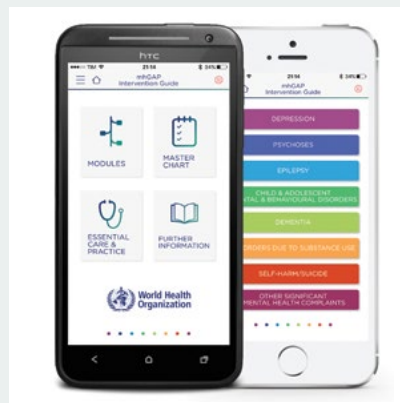 hTC
21:14
34%
mhGAP
Intervention Guide
MODULES
MASTER
CHART
ESSENTIAL
CARE &
PRACTICE
FURTHER
INFORMATION
World Health
Organization
21:14
34%
mhGAP
Intervention Guide
DEPRESSION
PSYCHOSES
EPILEPSY
CHILD & ADOLESCENT
& BEHAVIOURAL DISORDERS
DEMENTIA
DUE TO SUBSTANCE USE
SELF-HARM/SUICIDE
OTHER SIGNIFICANT
MENTAL HEALTH COMPLAINTS